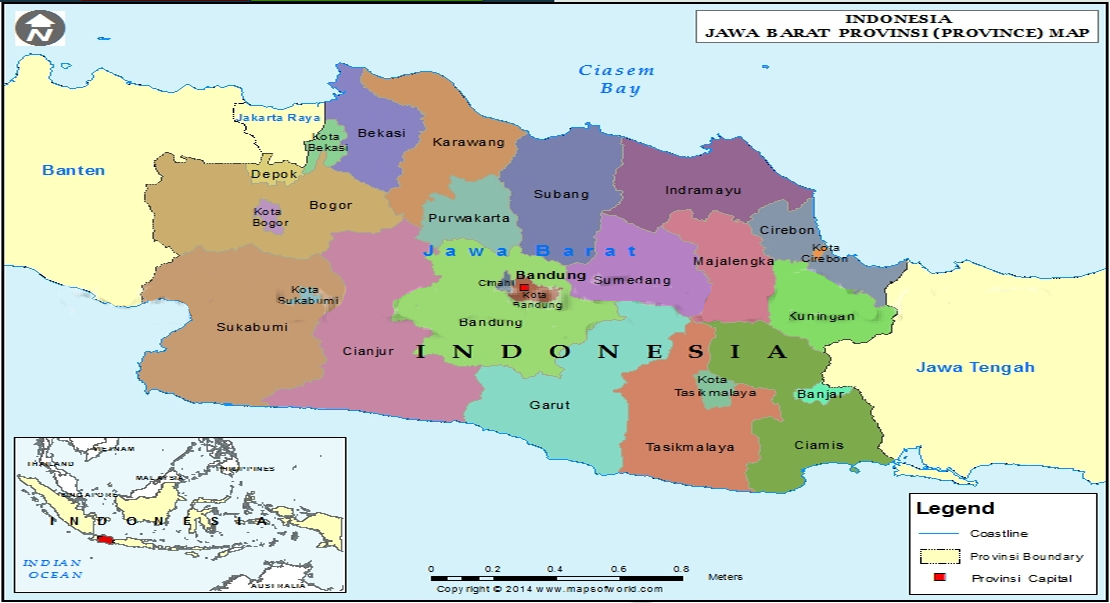 N
INDONESIA
JAWA BARAT PROVINSI (PROVINCE) MAP
Ciasem
Bay
Jakarta Raya
Kota
Bekasi
Bekasi
Karawang
Banten
Depok
Subang
Indramayu
Kota
Bogor
Bogor
Purwakarta
Cirebon
Kota
Cirebon
Jawa Barat
Majalengka
Bandung
Sumedang
Cimahi
Kota
Bandung
Kota
Sukabumi
Sukabumi
Bandung
Kuningan
Cianjur
INDONESIA
Jawa Tengah
Kota
Tasikmalaya
Banjar
Garut
Tasikmalaya
Ciamis
VIETNAM
THAILAND
PHILIPPINES
MALAYSIA
SINGAPORE
INDONESIA
INDIAN
OCEAN
AUSTRALIA
Legend
Coastline
Provinsi Boundary
Provinsi Capital
0 0.2 0.4 0.6 0.8
Meters
Copyright © 2014 www.mapsofworld.com